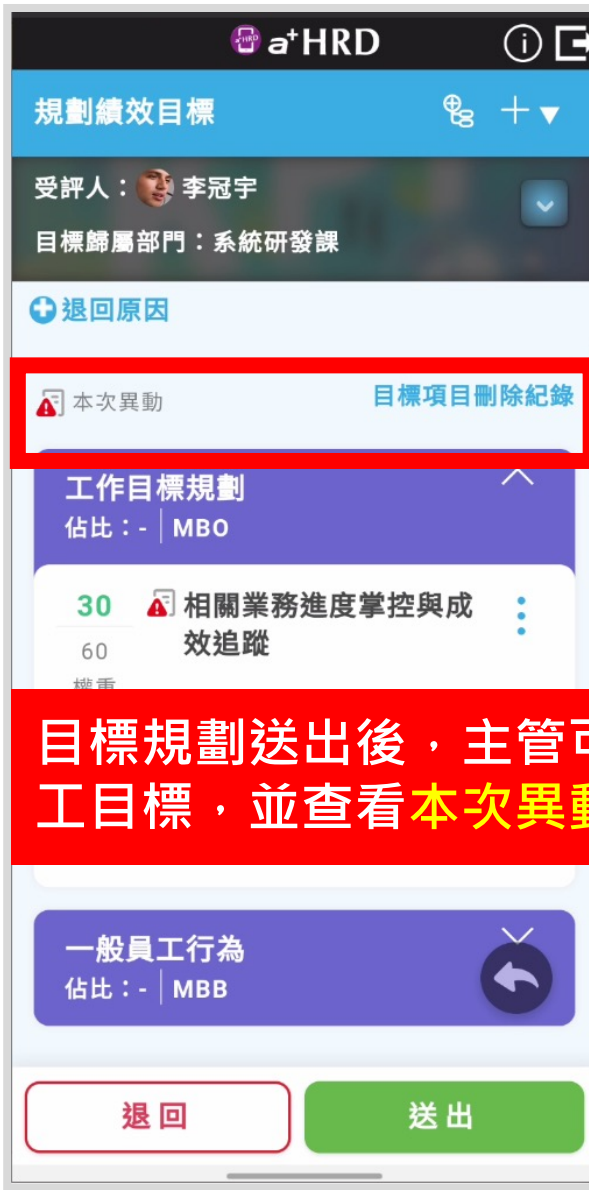 a⁺HRD
規劃績效目標
受評人： 李冠宇
目標歸屬部門：系統研發課
退回原因
本次異動 目標項目刪除紀錄
工作目標規劃
佔比：- | MBO
30 相關業務進度掌控與成
效追蹤
60
權重
目標規劃送出後，主管可
工目標，並查看本次異動
一般員工行為
佔比：- | MBB
退回 送出